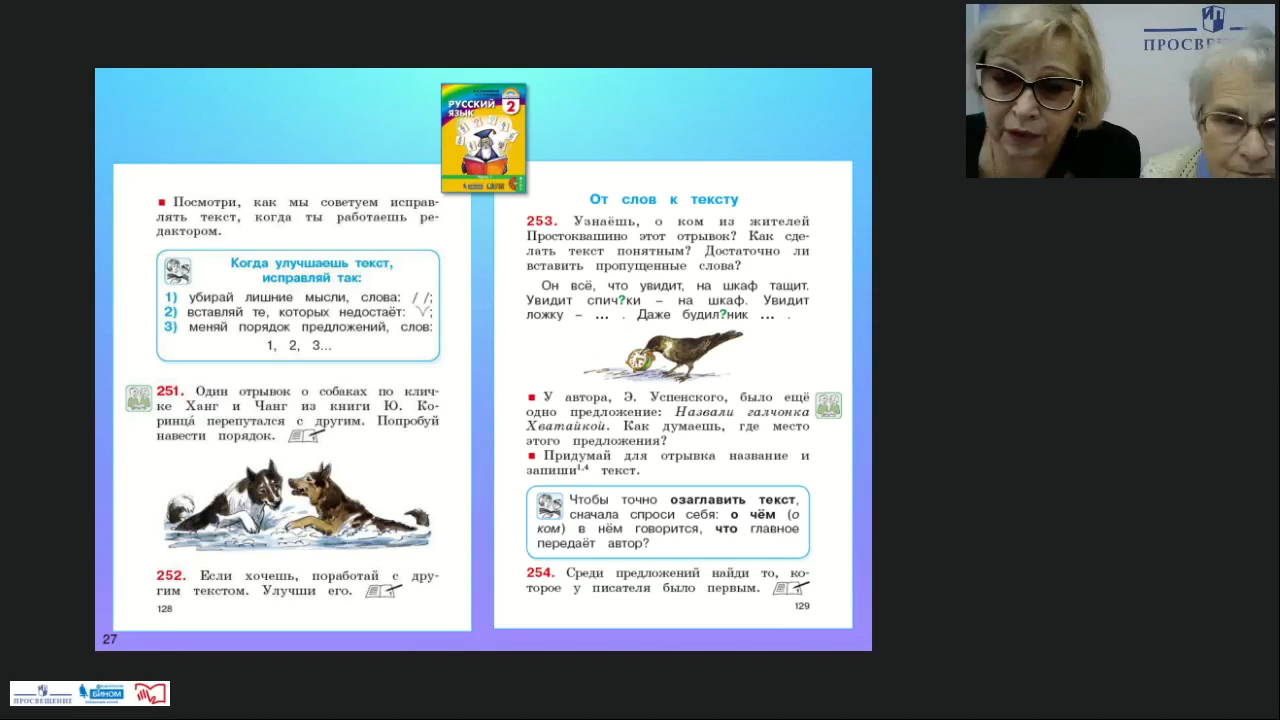 РУССКИЙ
ЯЗЫК
2
■ Посмотри, как мы советуем исправ-
лять текст, когда ты работаешь ре-
дактором.
Когда улучшаешь текст,
исправляй так:
1) убирай лишние мысли, слова: / /;
2) вставляй те, которых недостаёт: V;
3) меняй порядок предложений, слов:
1, 2, 3...
251. Один отрывок о собаках по клич-
ке Ханг и Чанг из книги Ю. Ко-
ринца́ перепутался с другим. Попробуй
навести порядок.
252. Если хочешь, поработай с дру-
гим текстом. Улучши его.
128
27
От слов к тексту
253. Узнаёшь, о ком из жителей
Простоквашино этот отрывок? Как сде-
лать текст понятным? Достаточно ли
вставить пропущенные слова?
Он всё, что увидит, на шкаф тащит.
Увидит спич?ки – на шкаф. Увидит
ложку – ... . Даже будил?ник ... .
■ У автора, Э. Успенского, было ещё
одно предложение: Назвали галчонка
Хватайкой. Как думаешь, где место
этого предложения?
■ Придумай для отрывка название и
запиши1,4 текст.
Чтобы точно озаглавить текст,
сначала спроси себя: о чём (о
ком) в нём говорится, что главное
передаёт автор?
254. Среди предложений найди то, ко-
торое у писателя было первым.
129
ПРОСВЕ
ПРОСВЕЩЕНИЕ
БИНОМ